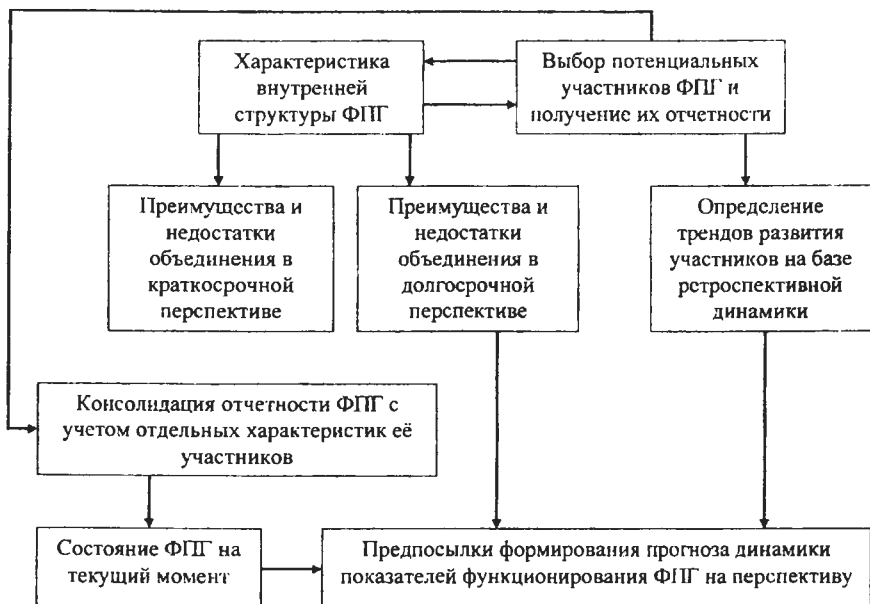 Характеристика
внутренней
структуры ФПГ
Выбор потенциальных
участников ФПГ и
получение их отчетности
Преимущества и
недостатки
объединения в
краткосрочной
перспективе
Преимущества и
недостатки
объединения в
долгосрочной
перспективе
Определение
трендов развития
участников на базе
ретроспективной
динамики
Консолидация отчетности ФПГ с
учетом отдельных характеристик её
участников
Состояние ФПГ на
текущий момент
Предпосылки формирования прогноза динамики
показателей функционирования ФПГ на перспективу